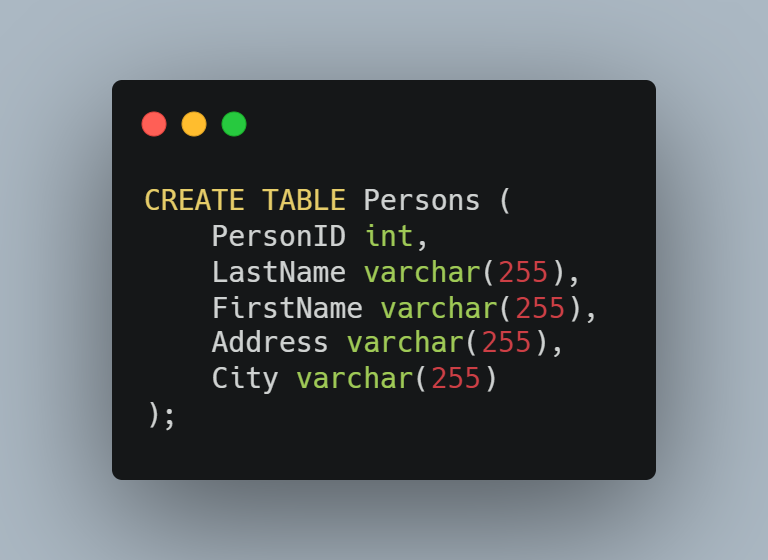 CREATE TABLE Persons (
    PersonID int,
    LastName varchar(255),
    FirstName varchar(255),
    Address varchar(255),
    City varchar(255)
);